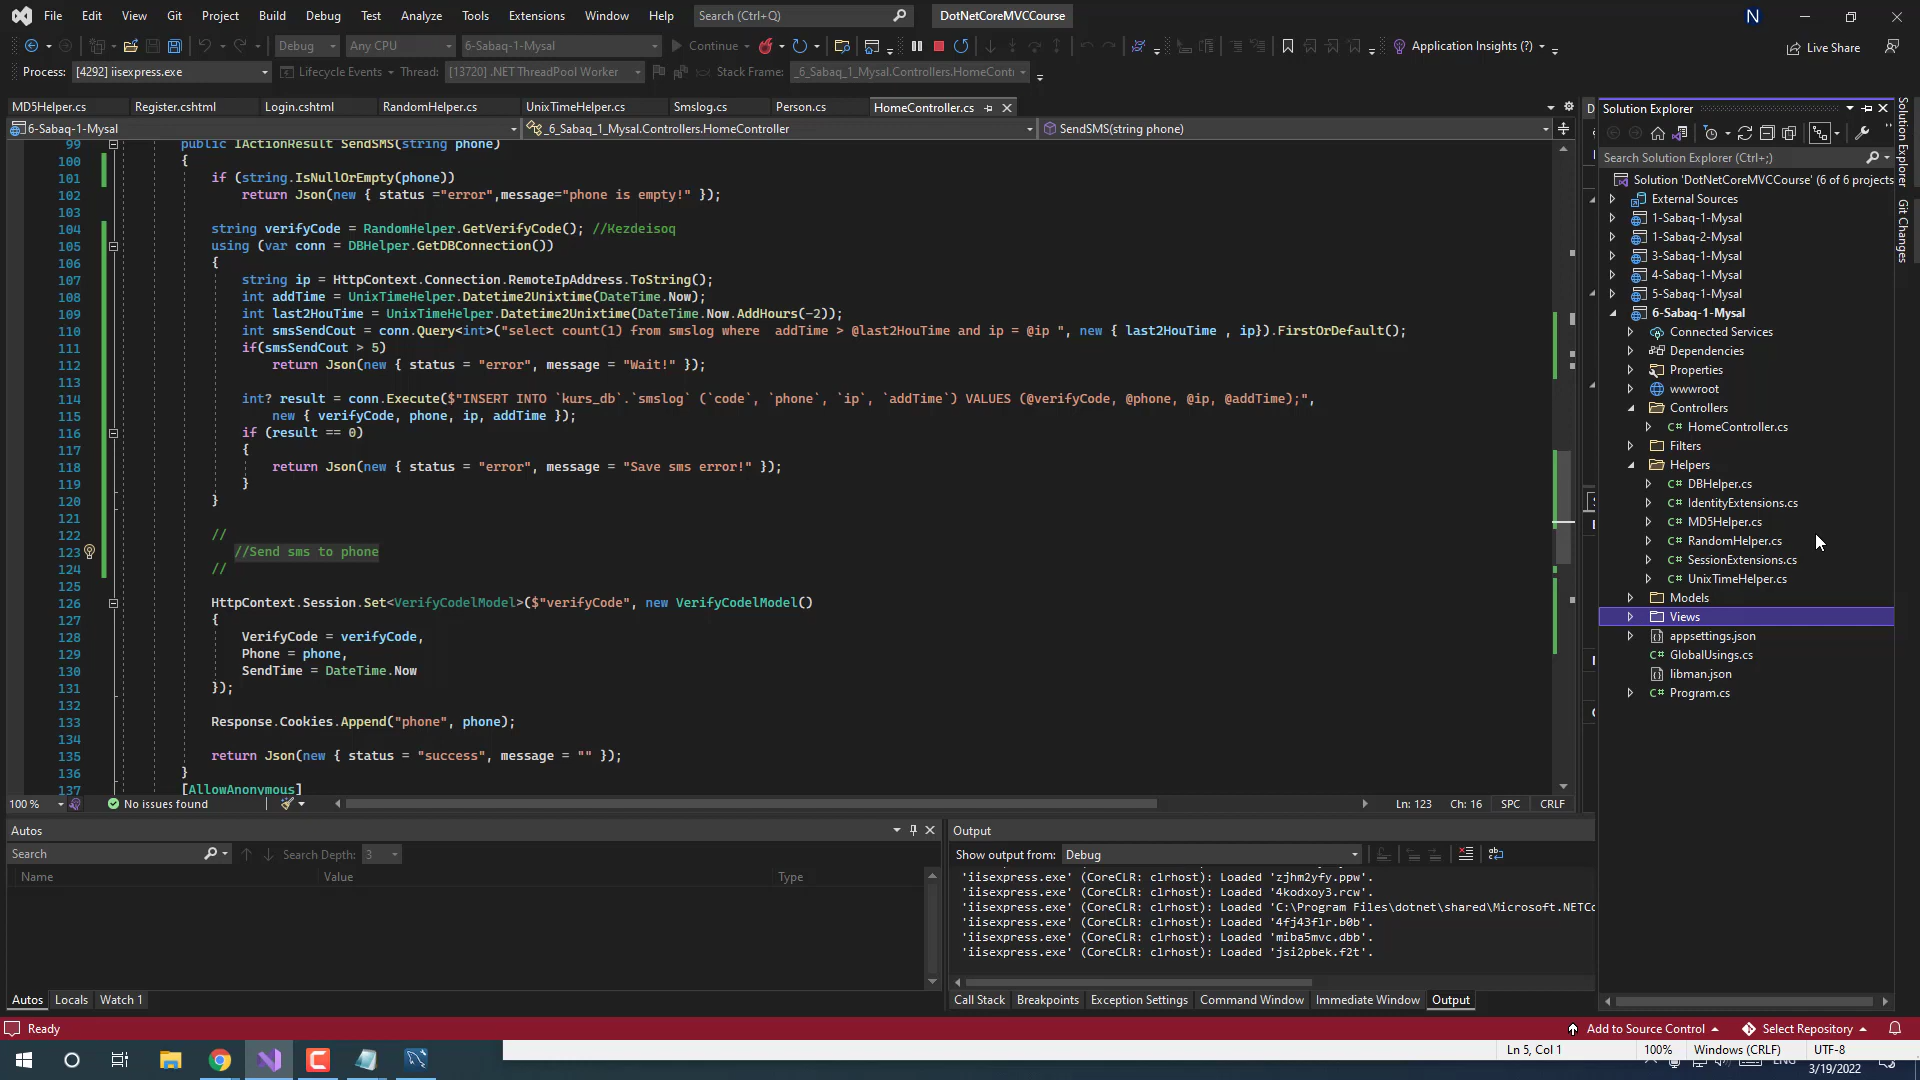 File Edit View Git Project Build Debug Test Analyze Tools Extensions Window Help Search (Ctrl+Q) DotNetCoreMVCCourse N
Debug Any CPU 6-Sabaq-1-Mysal Continue Application Insights (?) Live Share
Process: [4292] iisexpress.exe Lifecycle Events Thread: [13720] .NET ThreadPool Worker Stack Frame: _6_Sabaq_1_Mysal.Controllers.HomeContr
MD5Helper.cs Register.cshtml Login.cshtml RandomHelper.cs UnixTimeHelper.cs Smslog.cs Person.cs HomeController.cs
6-Sabaq-1-Mysal _6_Sabaq_1_Mysal.Controllers.HomeController SendSMS(string phone)
99 public IActionResult SendSMS(string phone)
100 {
101 if (string.IsNullOrEmpty(phone))
102 return Json(new { status ="error",message="phone is empty!" });
103
104 string verifyCode = RandomHelper.GetVerifyCode(); //Kezdeisoq
105 using (var conn = DBHelper.GetDBConnection())
106 {
107 string ip = HttpContext.Connection.RemoteIpAddress.ToString();
108 int addTime = UnixTimeHelper.Datetime2Unixtime(DateTime.Now);
109 int last2HouTime = UnixTimeHelper.Datetime2Unixtime(DateTime.Now.AddHours(-2));
110 int smsSendCout = conn.Query<int>("select count(1) from smslog where  addTime > @last2HouTime and ip = @ip ", new { last2HouTime , ip}).FirstOrDefault();
111 if(smsSendCout > 5)
112 return Json(new { status = "error", message = "Wait!" });
113
114 int? result = conn.Execute($"INSERT INTO `kurs_db`.`smslog` (`code`, `phone`, `ip`, `addTime`) VALUES (@verifyCode, @phone, @ip, @addTime);",
115 new { verifyCode, phone, ip, addTime });
116 if (result == 0)
117 {
118 return Json(new { status = "error", message = "Save sms error!" });
119 }
120 }
121
122 //
123 //Send sms to phone
124 //
125
126 HttpContext.Session.Set<VerifyCodelModel>($"verifyCode", new VerifyCodelModel()
127 {
128 VerifyCode = verifyCode,
129 Phone = phone,
130 SendTime = DateTime.Now
131 });
132
133 Response.Cookies.Append("phone", phone);
134
135 return Json(new { status = "success", message = "" });
136 }
137 [AllowAnonymous]
100 % No issues found Ln: 123 Ch: 16 SPC CRLF
Solution Explorer
Search Solution Explorer (Ctrl+;)
Solution 'DotNetCoreMVCCourse' (6 of 6 projects
External Sources
1-Sabaq-1-Mysal
1-Sabaq-2-Mysal
3-Sabaq-1-Mysal
4-Sabaq-1-Mysal
5-Sabaq-1-Mysal
6-Sabaq-1-Mysal
Connected Services
Dependencies
Properties
wwwroot
Controllers
C# HomeController.cs
Filters
Helpers
C# DBHelper.cs
C# IdentityExtensions.cs
C# MD5Helper.cs
C# RandomHelper.cs
C# SessionExtensions.cs
C# UnixTimeHelper.cs
Models
Views
appsettings.json
C# GlobalUsings.cs
libman.json
C# Program.cs
Solution Explorer
Git Changes
Autos
Search Search Depth: 3
Name Value Type
Autos Locals Watch 1
Output
Show output from: Debug
'iisexpress.exe' (CoreCLR: clrhost): Loaded 'zjhm2yfy.ppw'.
'iisexpress.exe' (CoreCLR: clrhost): Loaded '4kodxoy3.rcw'.
'iisexpress.exe' (CoreCLR: clrhost): Loaded 'C:\Program Files\dotnet\shared\Microsoft.NETCo
'iisexpress.exe' (CoreCLR: clrhost): Loaded '4fj43flr.b0b'.
'iisexpress.exe' (CoreCLR: clrhost): Loaded 'miba5mvc.dbb'.
'iisexpress.exe' (CoreCLR: clrhost): Loaded 'jsi2pbek.f2t'.
Call Stack Breakpoints Exception Settings Command Window Immediate Window Output
Ready Add to Source Control Select Repository
Ln 5, Col 1 100% Windows (CRLF) UTF-8
3/19/2022